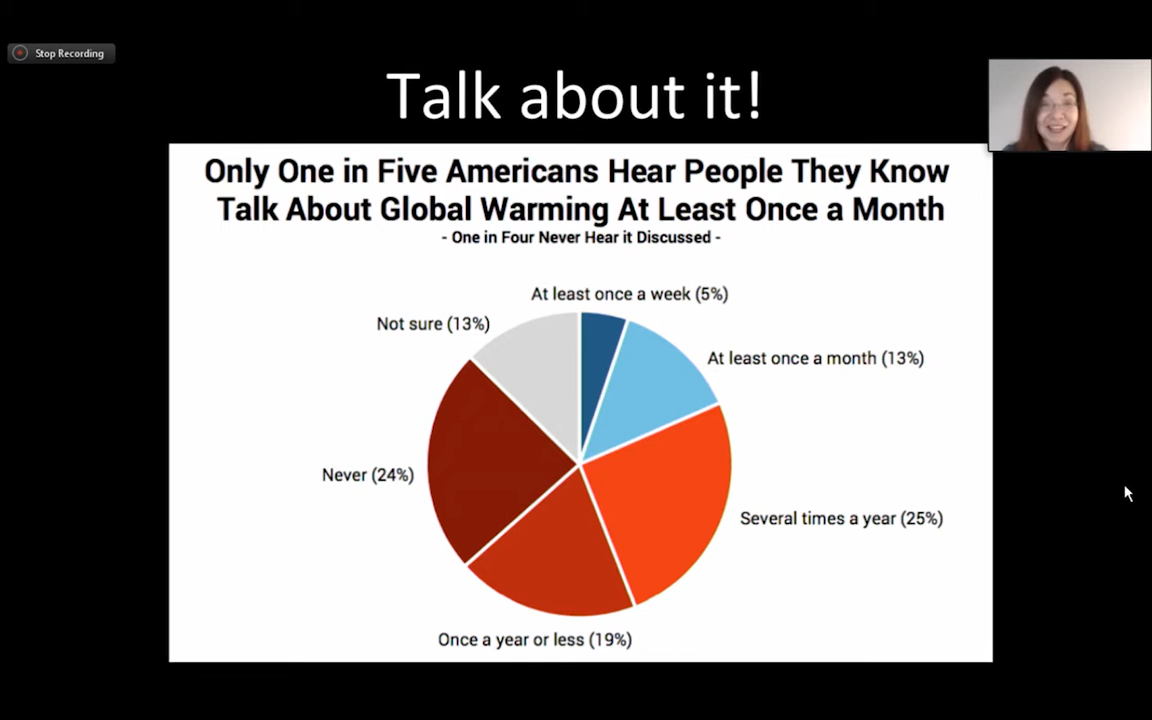 Stop Recording
Talk about it!
Only One in Five Americans Hear People They Know
Talk About Global Warming At Least Once a Month
- One in Four Never Hear it Discussed -
At least once a week (5%)
Not sure (13%)
At least once a month (13%)
Never (24%)
Several times a year (25%)
Once a year or less (19%)